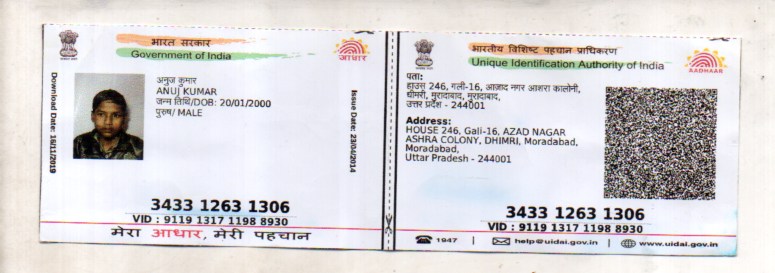 भारत सरकार
Government of India
आधार
Download Date: 16/11/2019
अनुज कुमार
ANUJ KUMAR
जन्म तिथि/DOB: 20/01/2000
पुरुष/ MALE
Issue Date: 23/04/2014
3433 1263 1306
VID : 9119 1317 1198 8930
मेरा आधार, मेरी पहचान
भारतीय विशिष्ट पहचान प्राधिकरण
Unique Identification Authority of India
AADHAAR
पता:
हाउस 246, गली-16, आज़ाद नगर आशरा कालोनी,
धीमरी, मुरादाबाद, मुरादाबाद,
उत्तर प्रदेश - 244001
Address:
HOUSE 246, Gali-16, AZAD NAGAR
ASHRA COLONY, DHIMRI, Moradabad,
Moradabad,
Uttar Pradesh - 244001
3433 1263 1306
VID : 9119 1317 1198 8930
1947 | help@uidai.gov.in | www.uidai.gov.in